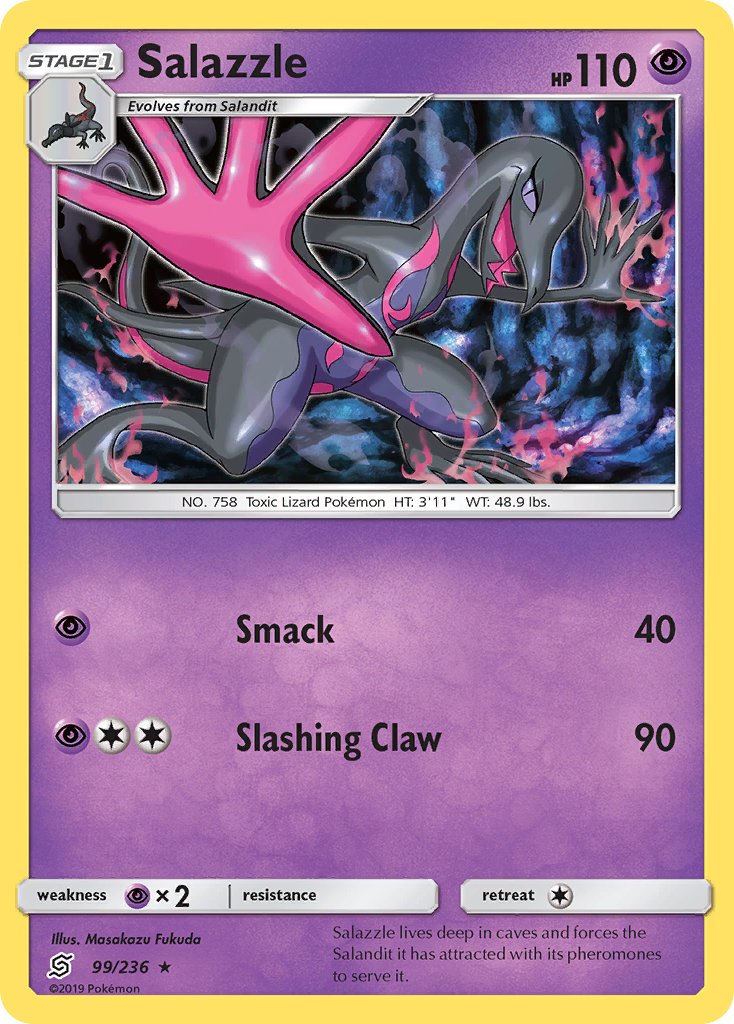 STAGE1
Salazzle
HP 110
Evolves from Salandit
NO. 758 Toxic Lizard Pokémon HT: 3'11" WT: 48.9 lbs.
Smack 40
Slashing Claw 90
weakness ×2 resistance retreat
Illus. Masakazu Fukuda
99/236 ★
©2019 Pokémon
Salazzle lives deep in caves and forces the
Salandit it has attracted with its pheromones
to serve it.